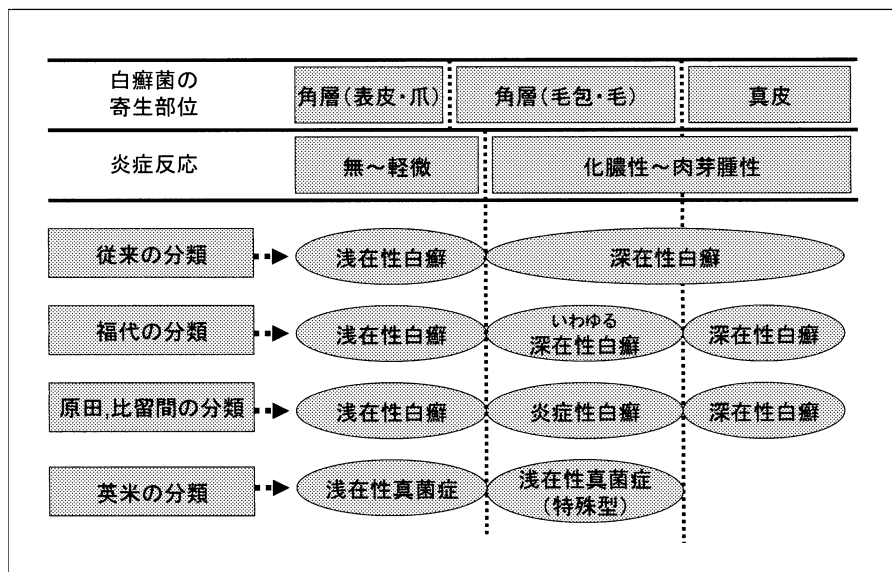 白癬菌の
寄生部位
角層(表皮・爪)
角層(毛包・毛)
真皮
炎症反応
無~軽微
化膿性~肉芽腫性
従来の分類
浅在性白癬
深在性白癬
福代の分類
浅在性白癬
いわゆる
深在性白癬
深在性白癬
原田,比留間の分類
浅在性白癬
炎症性白癬
深在性白癬
英米の分類
浅在性真菌症
浅在性真菌症
(特殊型)